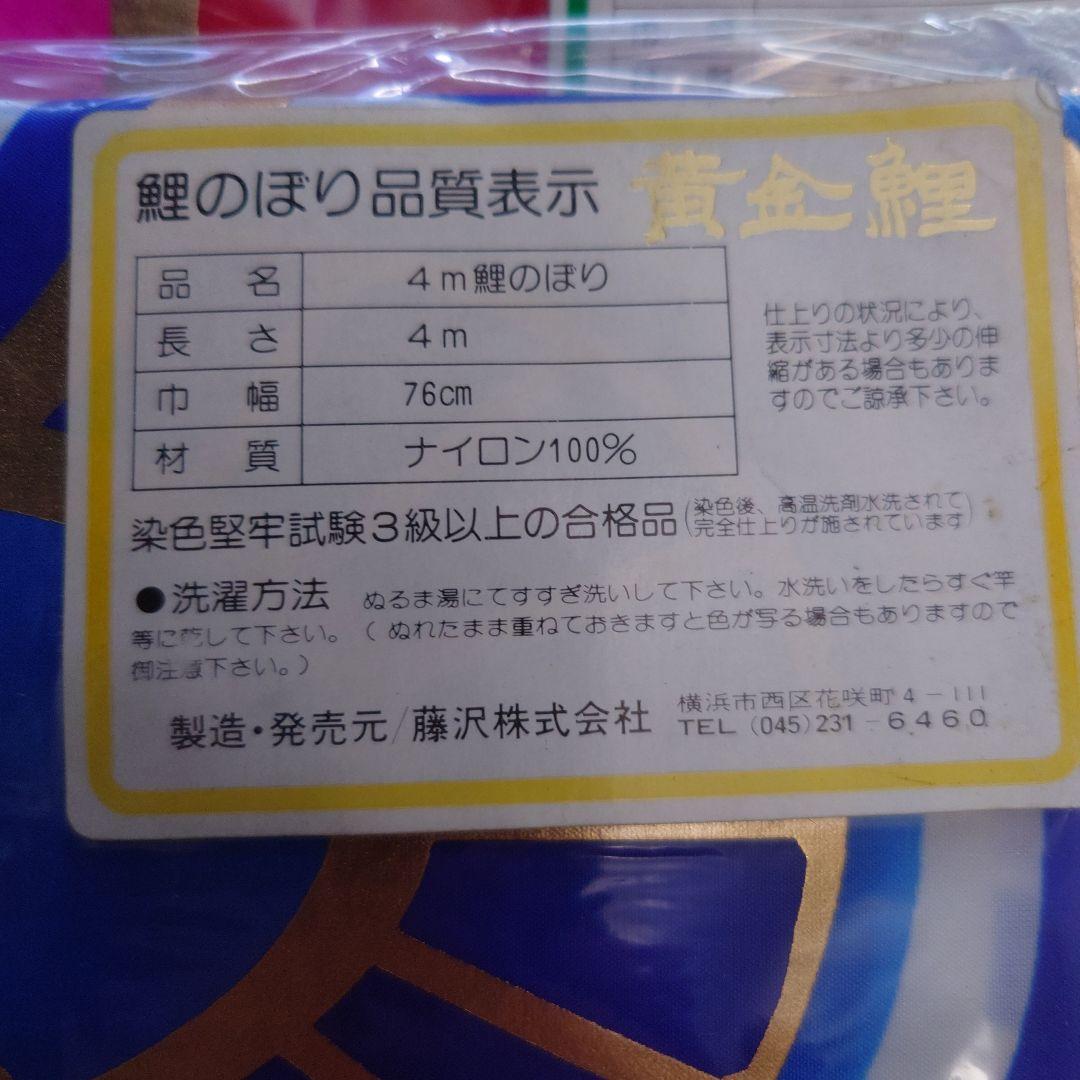 鯉のぼり品質表示 黄金鯉
品名 4m鯉のぼり
長さ 4m
巾幅 76cm
材質 ナイロン100%
仕上りの状況により、
表示寸法より多少の伸
縮がある場合もありま
すのでご諒承下さい。
染色堅牢試験3級以上の合格品(染色後、高温洗剤水洗されて
完全仕上りが施されています)
●洗濯方法 ぬるま湯にてすすぎ洗いして下さい。水洗いをしたらすぐ竿
等に乾して下さい。(ぬれたまま重ねておきますと色が写る場合もありますので
御注意下さい。)
製造・発売元/藤沢株式会社
横浜市西区花咲町4-111
TEL (045)231-6460